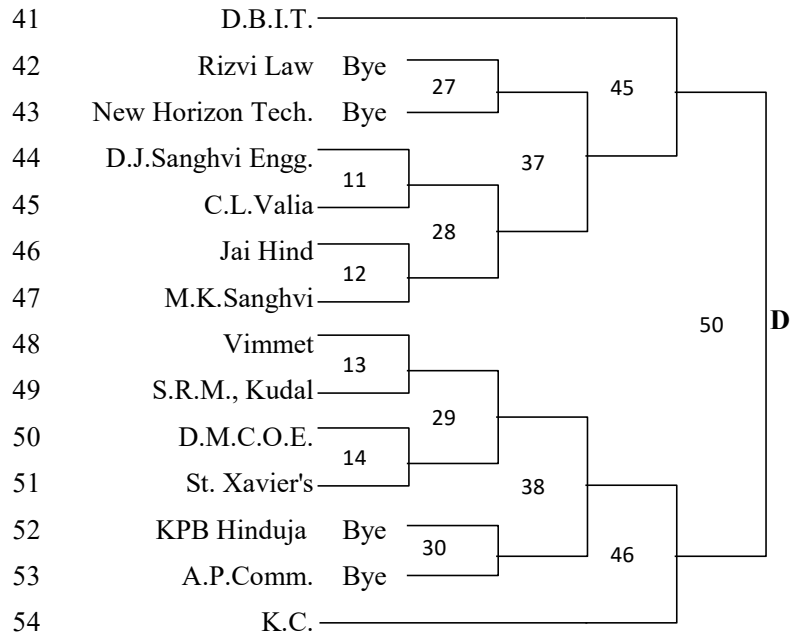 41 D.B.I.T.
42 Rizvi Law Bye
27
45
43 New Horizon Tech. Bye
44 D.J.Sanghvi Engg.
11
37
45 C.L.Valia
28
46 Jai Hind
12
47 M.K.Sanghvi
50 D
48 Vimmet
13
49 S.R.M., Kudal
29
50 D.M.C.O.E.
14
51 St. Xavier's
38
52 KPB Hinduja Bye
30
46
53 A.P.Comm. Bye
54 K.C.